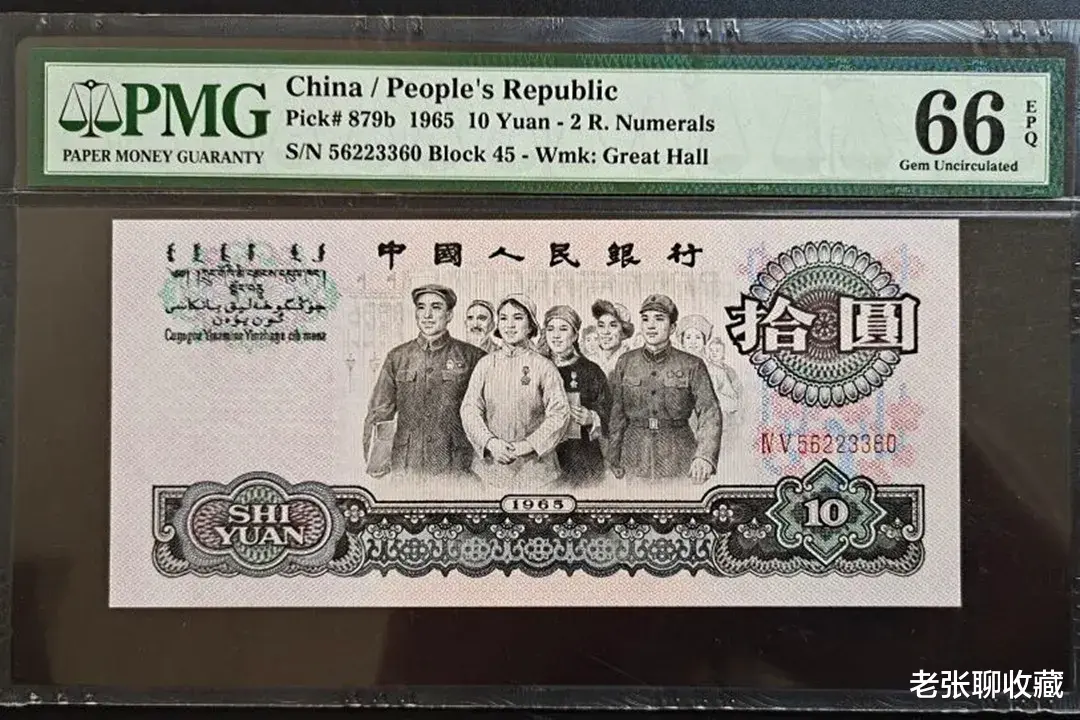 PMG
PAPER MONEY GUARANTY
China / People's Republic
Pick# 879b 1965 10 Yuan - 2 R. Numerals
S/N 56223360 Block 45 - Wmk: Great Hall
66
EPQ
Gem Uncirculated
中國人民銀行
拾圓
Ⅳ Ⅴ 56223360
1965
SHI
YUAN
10
老张聊收藏